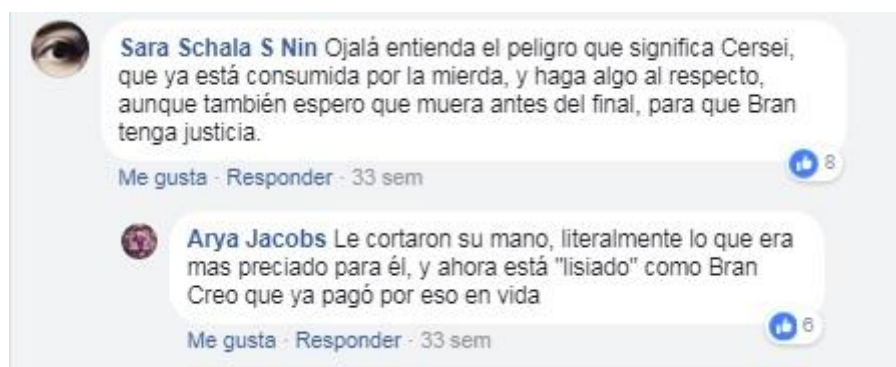 Sara Schala S Nin Ojalá entienda el peligro que significa Cersei,
que ya está consumida por la mierda, y haga algo al respecto,
aunque también espero que muera antes del final, para que Bran
tenga justicia.
8
Me gusta · Responder · 33 sem
Arya Jacobs Le cortaron su mano, literalmente lo que era
mas preciado para él, y ahora está "lisiado" como Bran
Creo que ya pagó por eso en vida
6
Me gusta · Responder · 33 sem